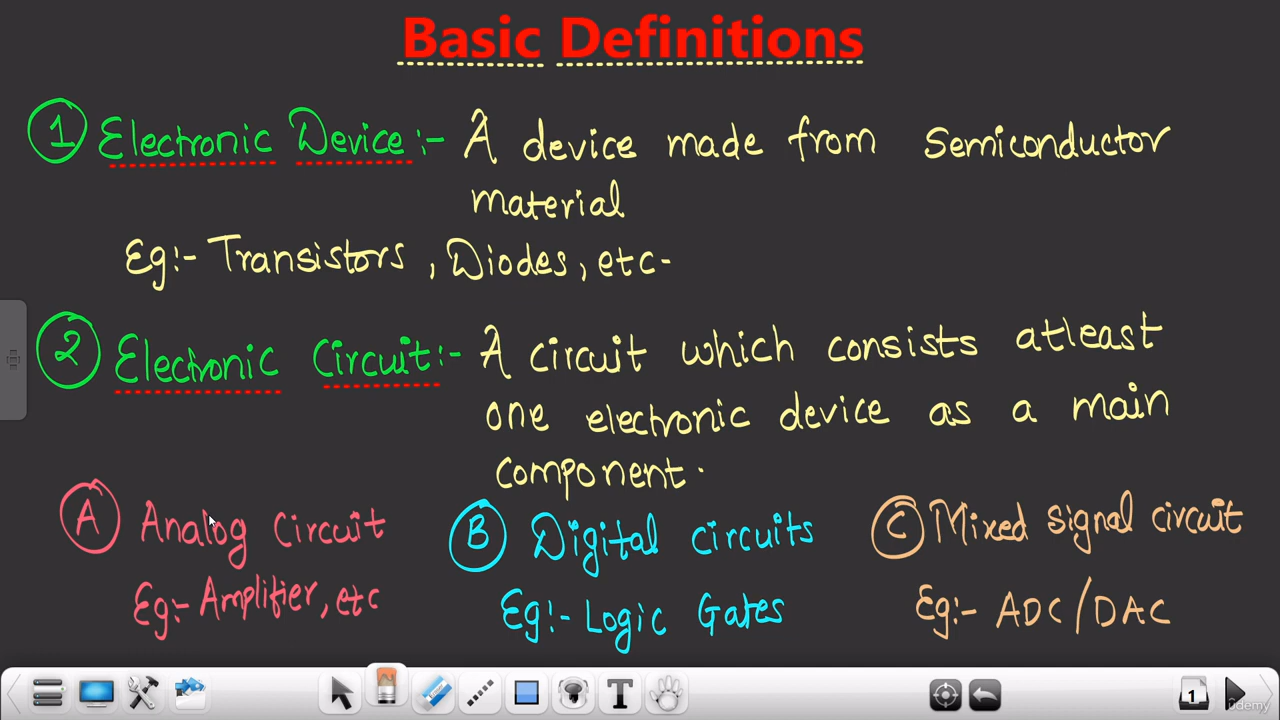 Basic Definitions
1 Electronic Device:- A device made from semiconductor
material
Eg:- Transistors, Diodes, etc.
2 Electronic Circuit:- A circuit which consists atleast
one electronic device as a main
component.
A Analog Circuit
Eg:- Amplifier, etc
B Digital circuits
Eg:- Logic Gates
C Mixed signal circuit
Eg:- ADC/DAC
T
1
ûdemy